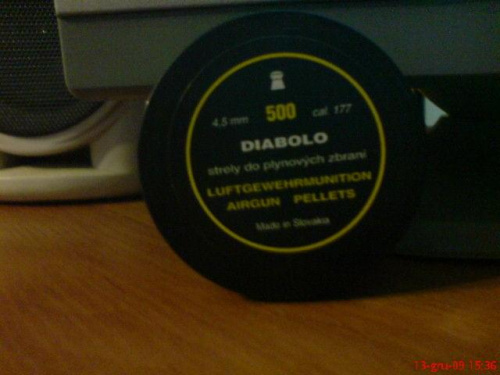 4.5 mm 500 cal. 177
DIABOLO
strely do plynových zbraní
LUFTGEWEHRMUNITION
AIRGUN PELLETS
Made in Slovakia
13-gru-09 15:36